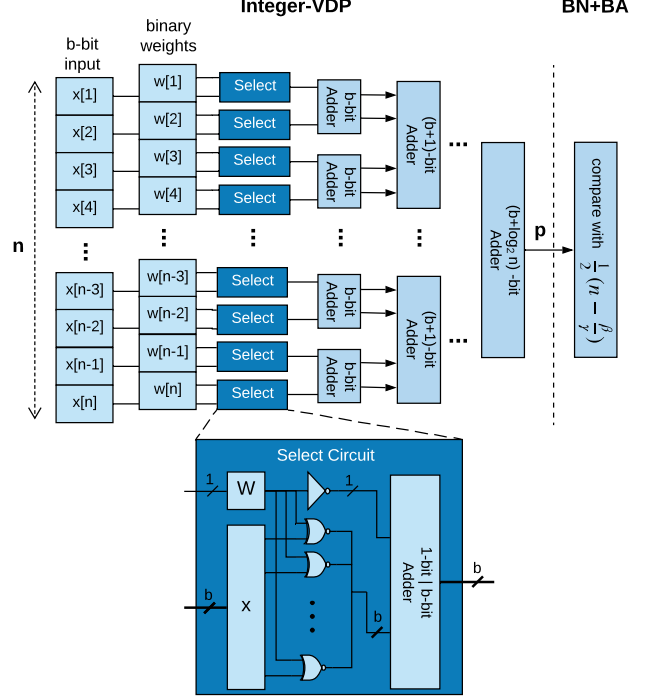 Integer-VDP
BN+BA
b-bit
input
binary
weights
x[1]
x[2]
x[3]
x[4]
x[n-3]
x[n-2]
x[n-1]
x[n]
n
w[1]
w[2]
w[3]
w[4]
w[n-3]
w[n-2]
w[n-1]
w[n]
Select
Select
Select
Select
Select
Select
Select
Select
b-bit
Adder
b-bit
Adder
b-bit
Adder
b-bit
Adder
(b+1)-bit
Adder
(b+1)-bit
Adder
(b+log₂ n) -bit
Adder
p
compare with ½ (n − β/γ)
Select Circuit
1
W
1
b
x
b
1-bit | b-bit
Adder
b